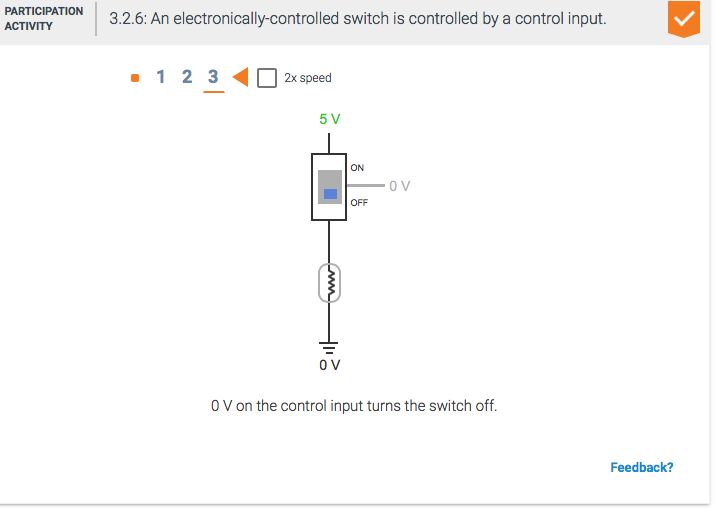 PARTICIPATION
ACTIVITY
3.2.6: An electronically-controlled switch is controlled by a control input.
1 2 3 2x speed
5 V
ON
0 V
OFF
0 V
0 V on the control input turns the switch off.
Feedback?